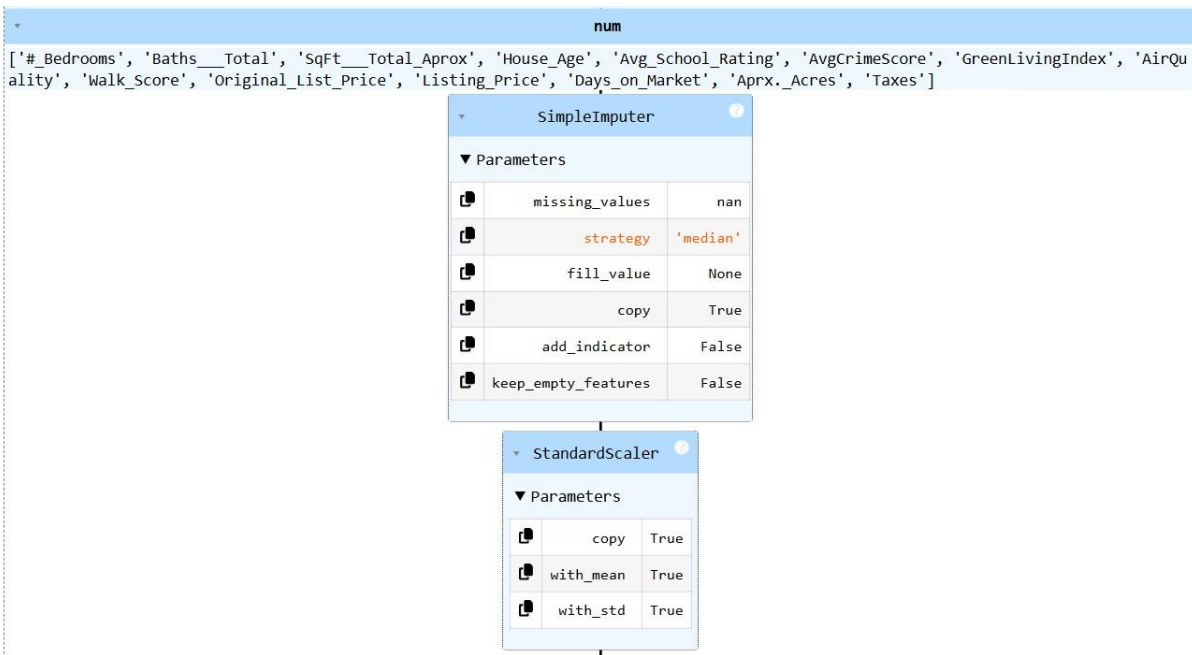 num
['#_Bedrooms', 'Baths___Total', 'SqFt___Total_Aprox', 'House_Age', 'Avg_School_Rating', 'AvgCrimeScore', 'GreenLivingIndex', 'AirQu
ality', 'Walk_Score', 'Original_List_Price', 'Listing_Price', 'Days_on_Market', 'Aprx._Acres', 'Taxes']
SimpleImputer ?
▼ Parameters
missing_values nan
strategy 'median'
fill_value None
copy True
add_indicator False
keep_empty_features False
StandardScaler ?
▼ Parameters
copy True
with_mean True
with_std True